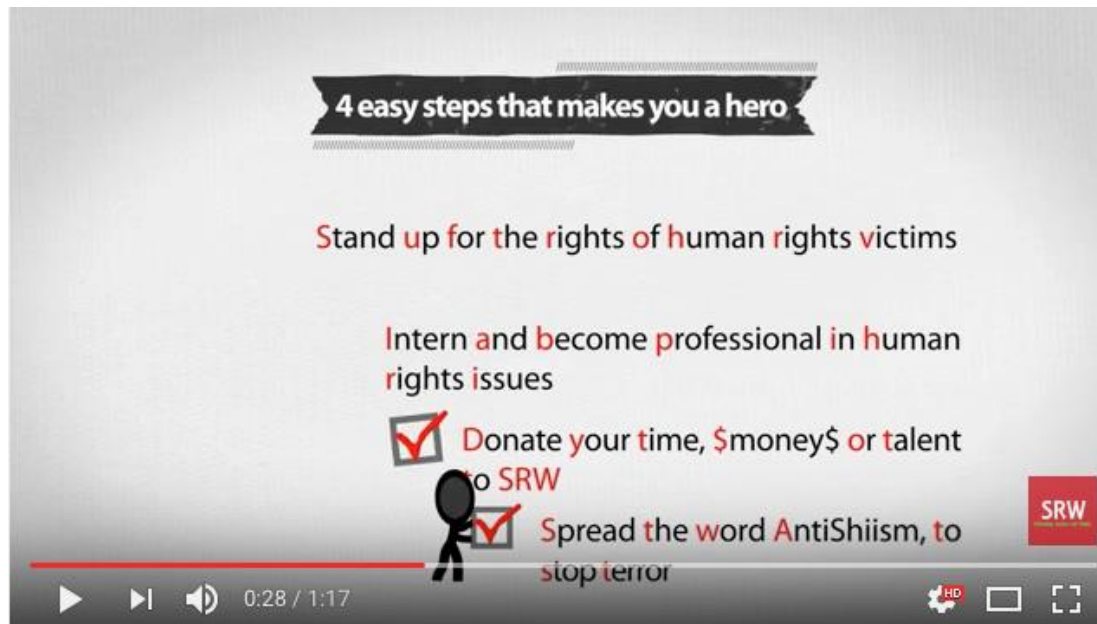 4 easy steps that makes you a hero
Stand up for the rights of human rights victims
Intern and become professional in human
rights issues
Donate your time, $money$ or talent
to SRW
Spread the word AntiShiism, to
stop terror
SRW
0:28 / 1:17
HD